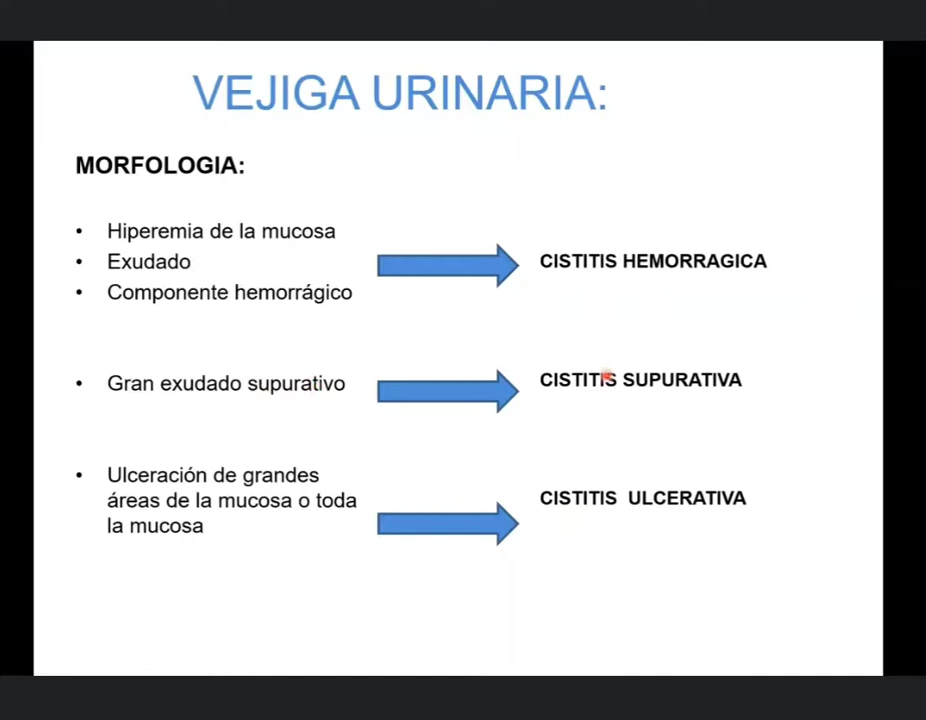 VEJIGA URINARIA:
MORFOLOGIA:
• Hiperemia de la mucosa
• Exudado
• Componente hemorrágico
CISTITIS HEMORRAGICA
• Gran exudado supurativo
CISTITIS SUPURATIVA
• Ulceración de grandes
áreas de la mucosa o toda
la mucosa
CISTITIS ULCERATIVA